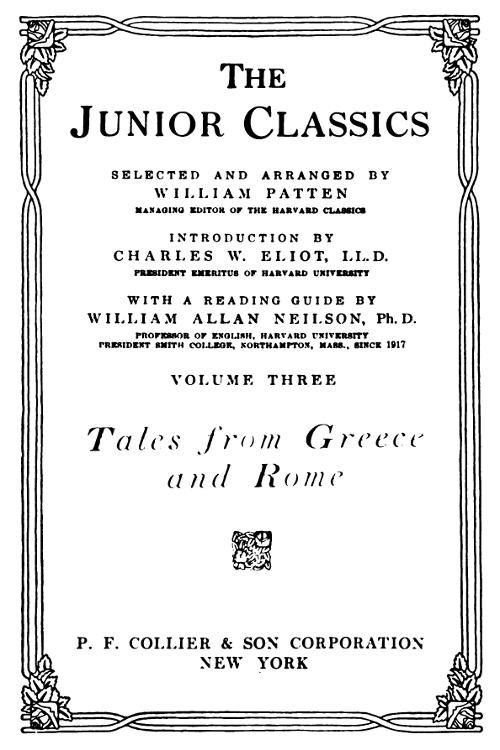 THE
JUNIOR CLASSICS
SELECTED AND ARRANGED BY
WILLIAM PATTEN
MANAGING EDITOR OF THE HARVARD CLASSICS
INTRODUCTION BY
CHARLES W. ELIOT, LL.D.
PRESIDENT EMERITUS OF HARVARD UNIVERSITY
WITH A READING GUIDE BY
WILLIAM ALLAN NEILSON, Ph.D.
PROFESSOR OF ENGLISH, HARVARD UNIVERSITY
PRESIDENT SMITH COLLEGE, NORTHAMPTON, MASS., SINCE 1917
VOLUME THREE
Tales from Greece
and Rome
P. F. COLLIER & SON CORPORATION
NEW YORK